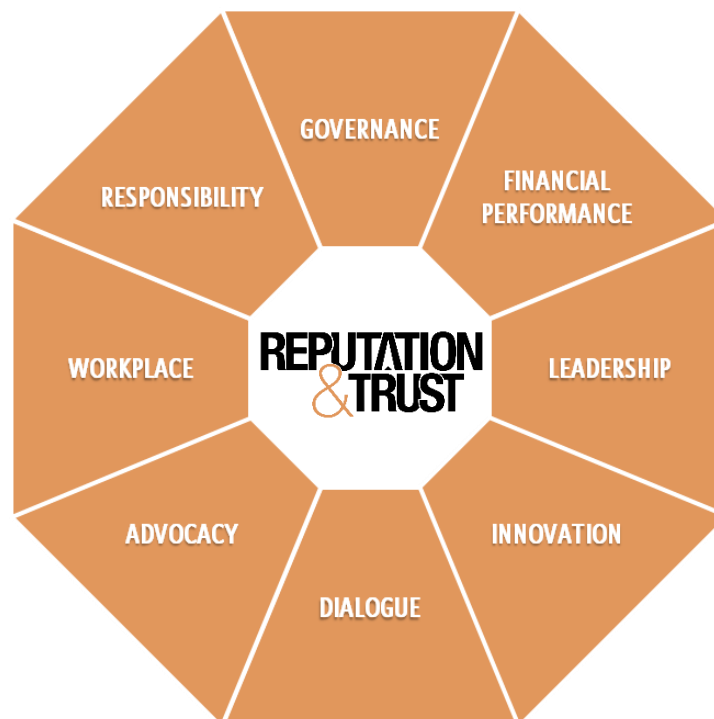 GOVERNANCE
FINANCIAL
PERFORMANCE
RESPONSIBILITY
REPUTATION
& TRUST
WORKPLACE
LEADERSHIP
ADVOCACY
INNOVATION
DIALOGUE